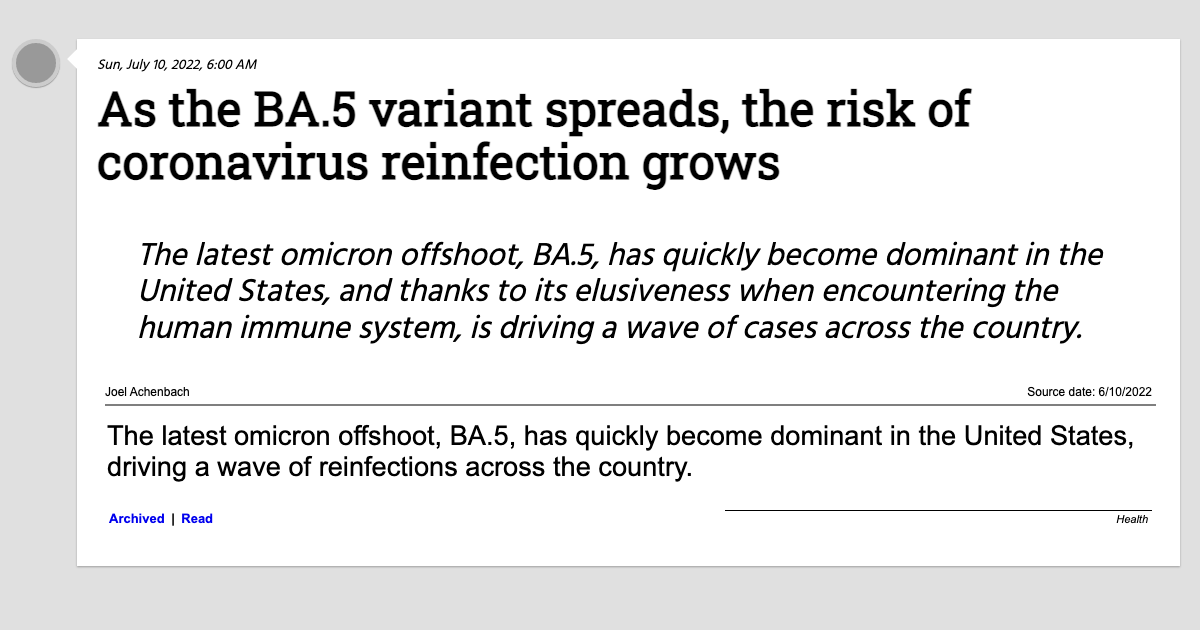 Sun, July 10, 2022, 6:00 AM
As the BA.5 variant spreads, the risk of
coronavirus reinfection grows
The latest omicron offshoot, BA.5, has quickly become dominant in the
United States, and thanks to its elusiveness when encountering the
human immune system, is driving a wave of cases across the country.
Joel Achenbach
Source date: 6/10/2022
The latest omicron offshoot, BA.5, has quickly become dominant in the United States,
driving a wave of reinfections across the country.
Archived | Read
Health